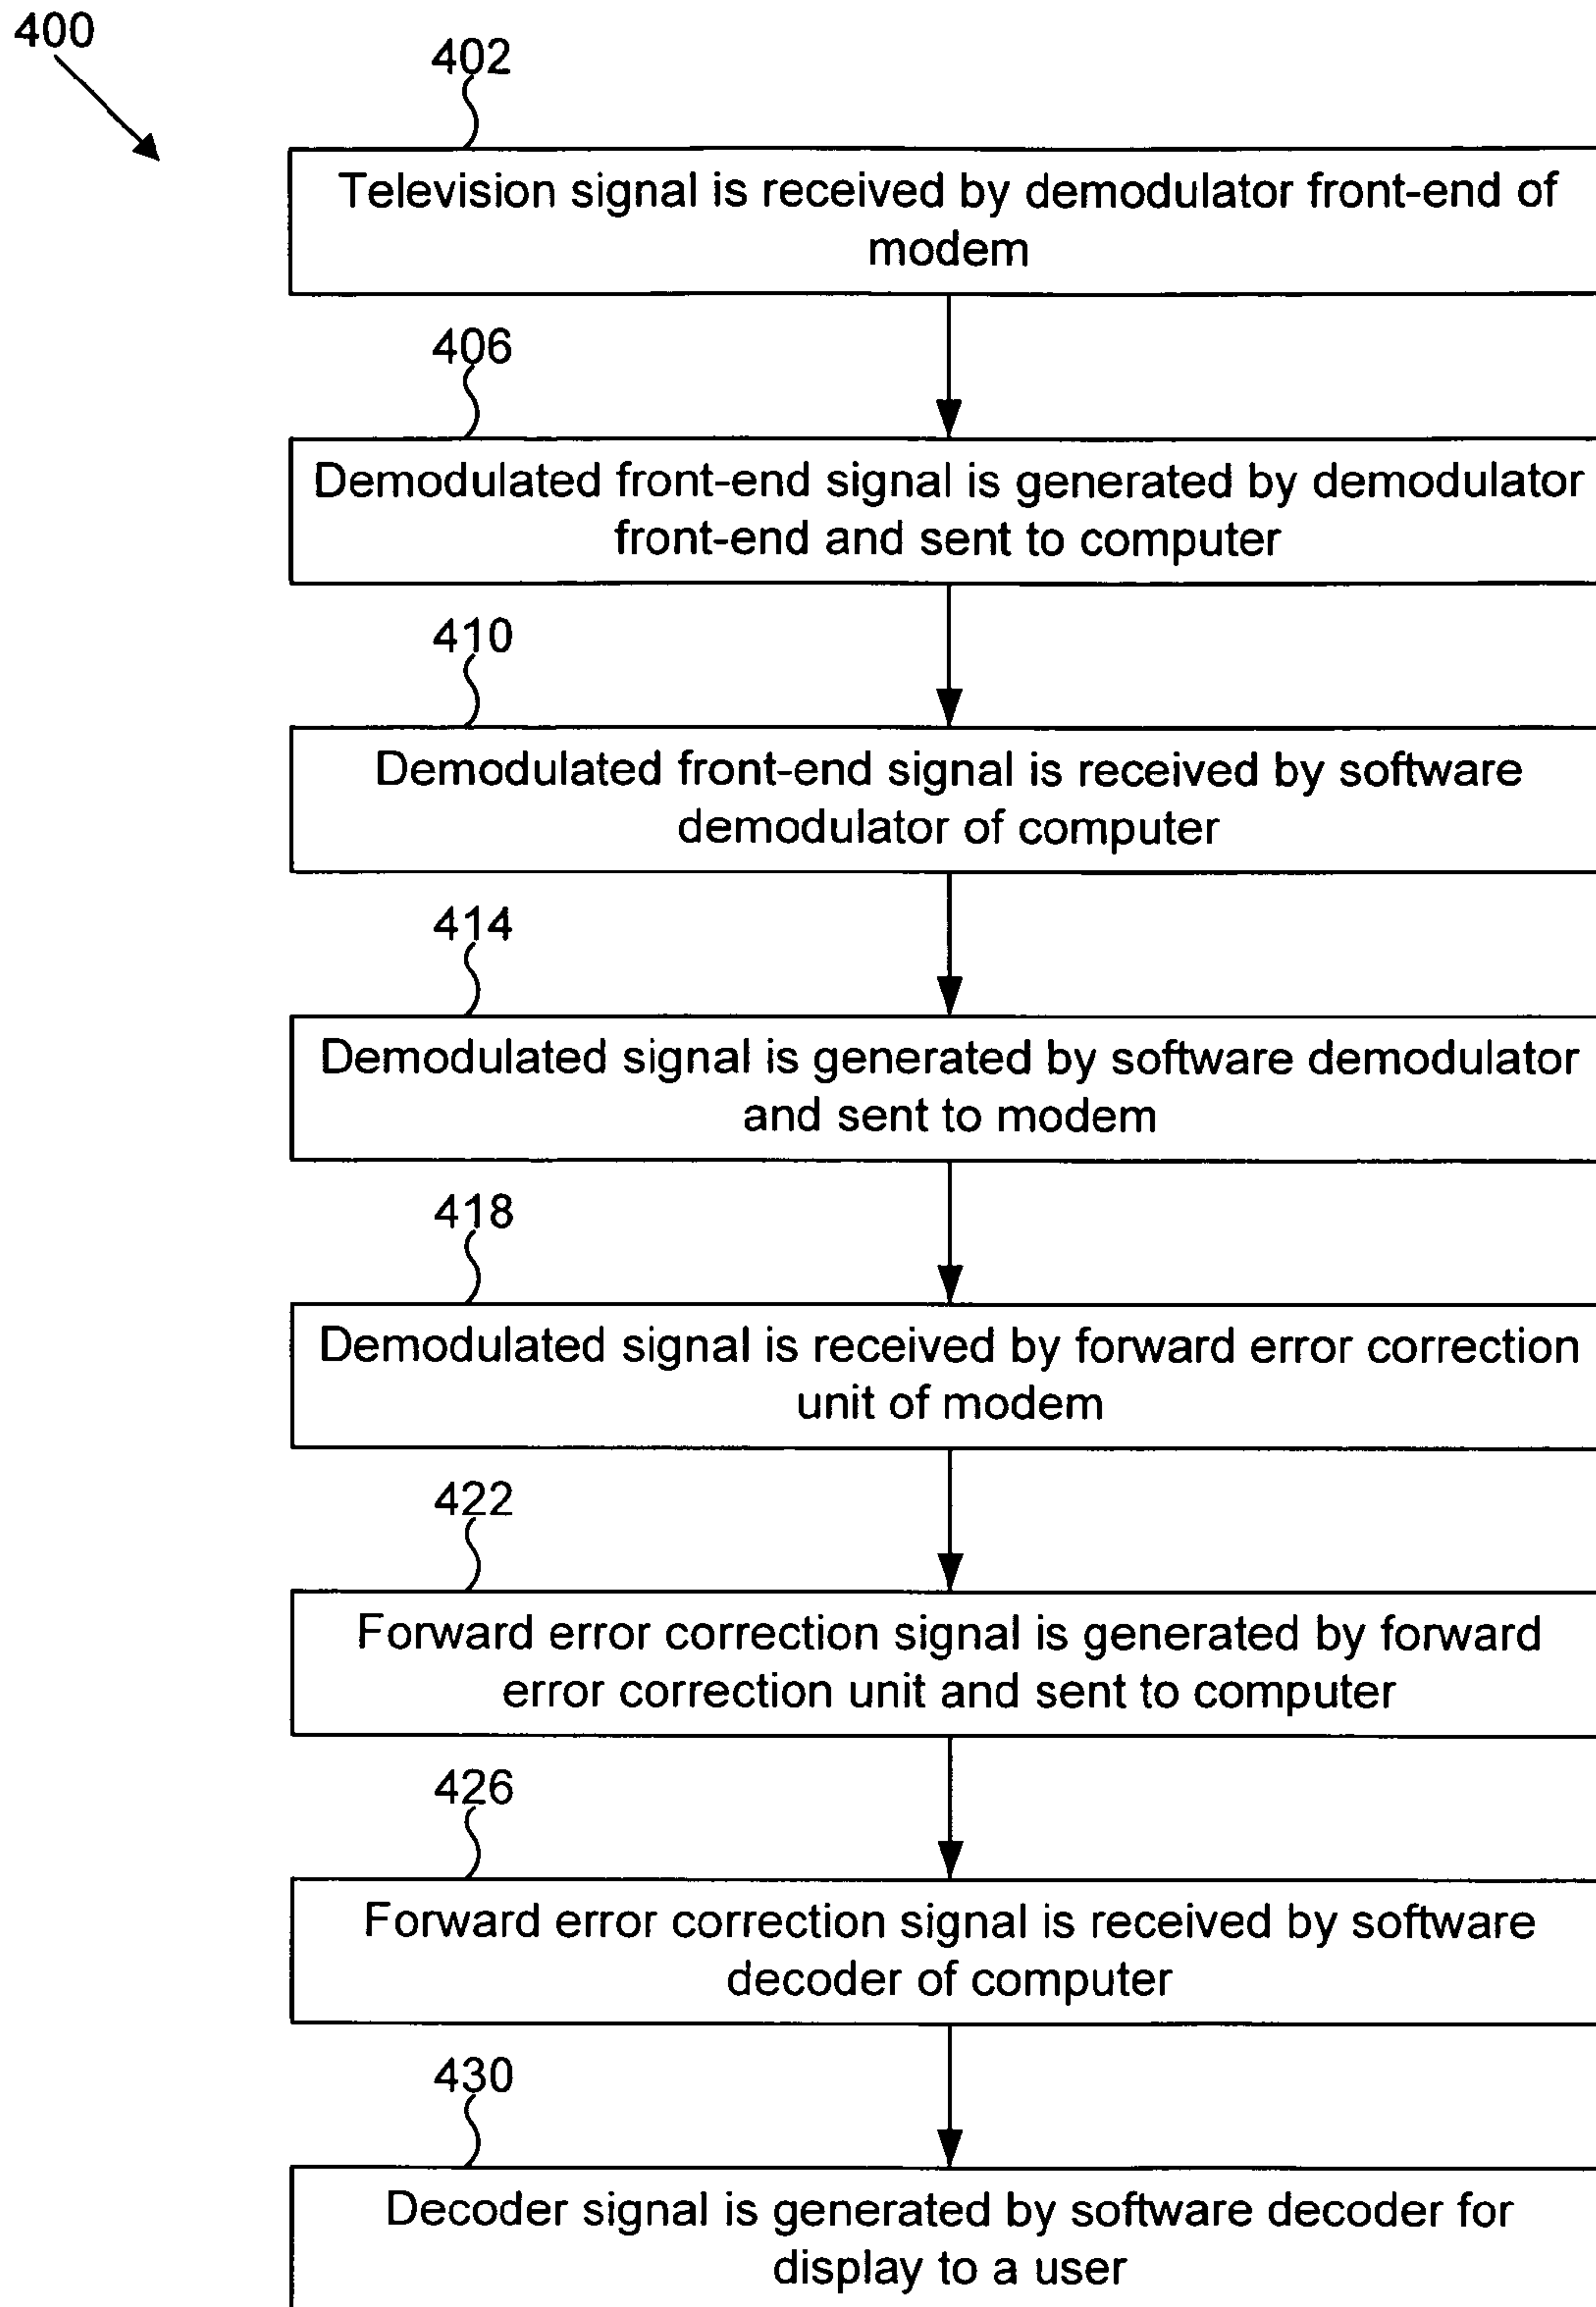 400
402
Television signal is received by demodulator front-end of
modem
406
Demodulated front-end signal is generated by demodulator
front-end and sent to computer
410
Demodulated front-end signal is received by software
demodulator of computer
414
Demodulated signal is generated by software demodulator
and sent to modem
418
Demodulated signal is received by forward error correction
unit of modem
422
Forward error correction signal is generated by forward
error correction unit and sent to computer
426
Forward error correction signal is received by software
decoder of computer
430
Decoder signal is generated by software decoder for
display to a user